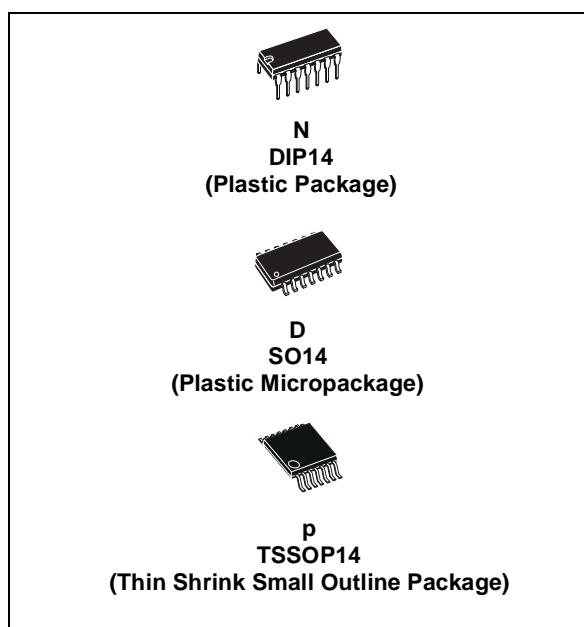 N
DIP14
(Plastic Package)
D
SO14
(Plastic Micropackage)
p
TSSOP14
(Thin Shrink Small Outline Package)